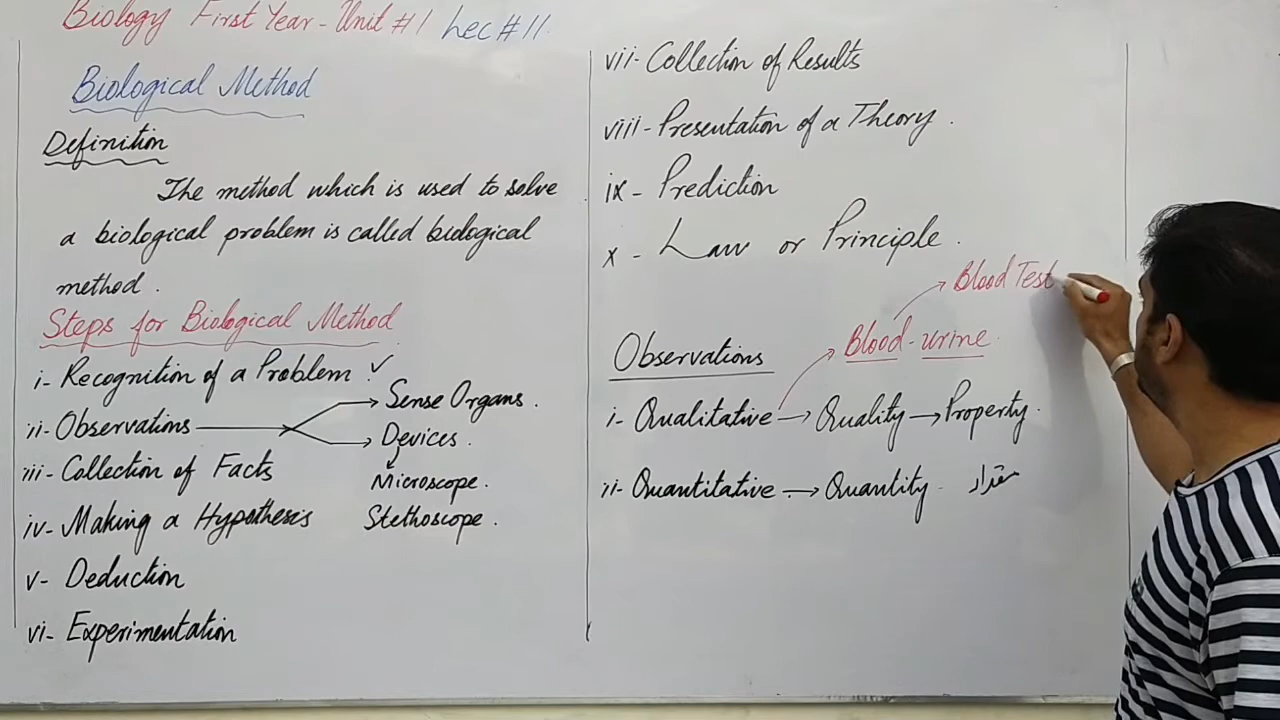 Biology First Year - Unit #1 Lec #11.
Biological Method
Definition
The method which is used to solve
a biological problem is called biological
method.
Steps for Biological Method
i- Recognition of a Problem. ✓
ii- Observations → Sense Organs.
→ Devices.
Microscope.
Stethoscope.
iii- Collection of Facts
iv- Making a Hypothesis
v- Deduction
vi- Experimentation
vii- Collection of Results
viii- Presentation of a Theory.
ix- Prediction
x- Law or Principle.
Observations
Blood Test
Blood - urine.
i- Qualitative → Quality → Property.
ii- Quantitative → Quantity - مقدار